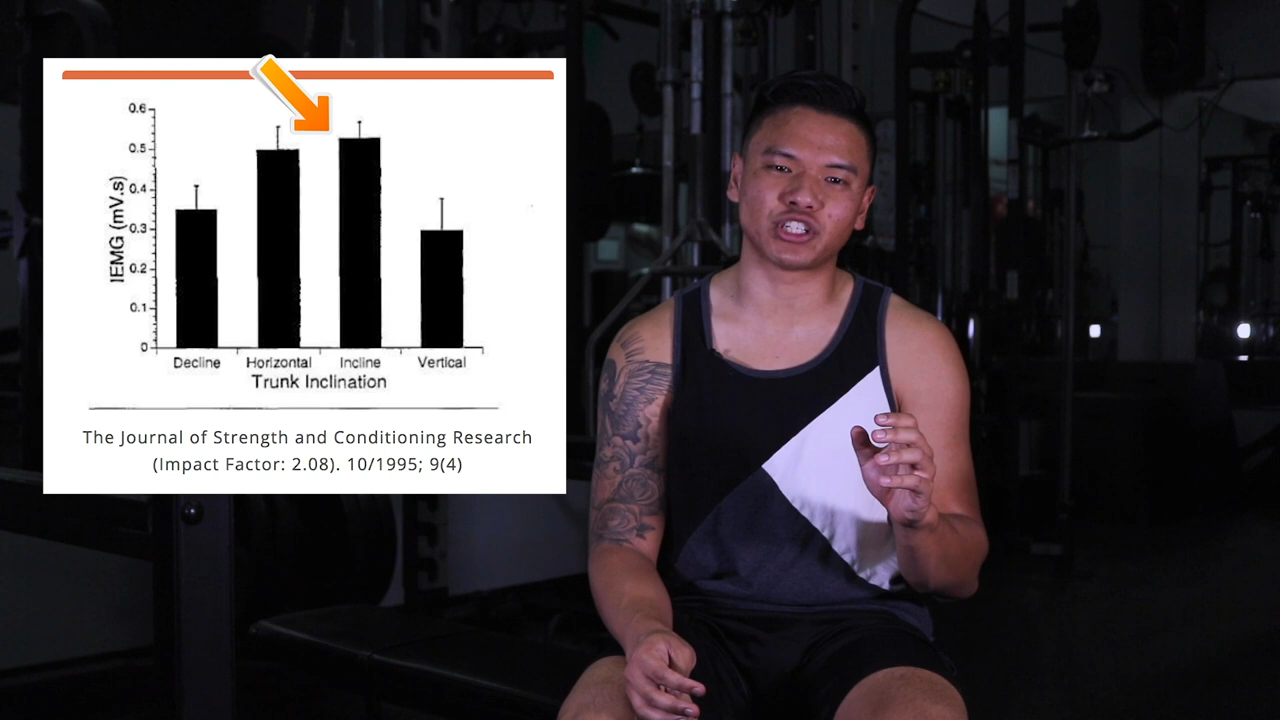 0.6
0.5
0.4
0.3
0.2
0.1
0
IEMG (mV.s)
Decline Horizontal Incline Vertical
Trunk Inclination
The Journal of Strength and Conditioning Research
(Impact Factor: 2.08). 10/1995; 9(4)